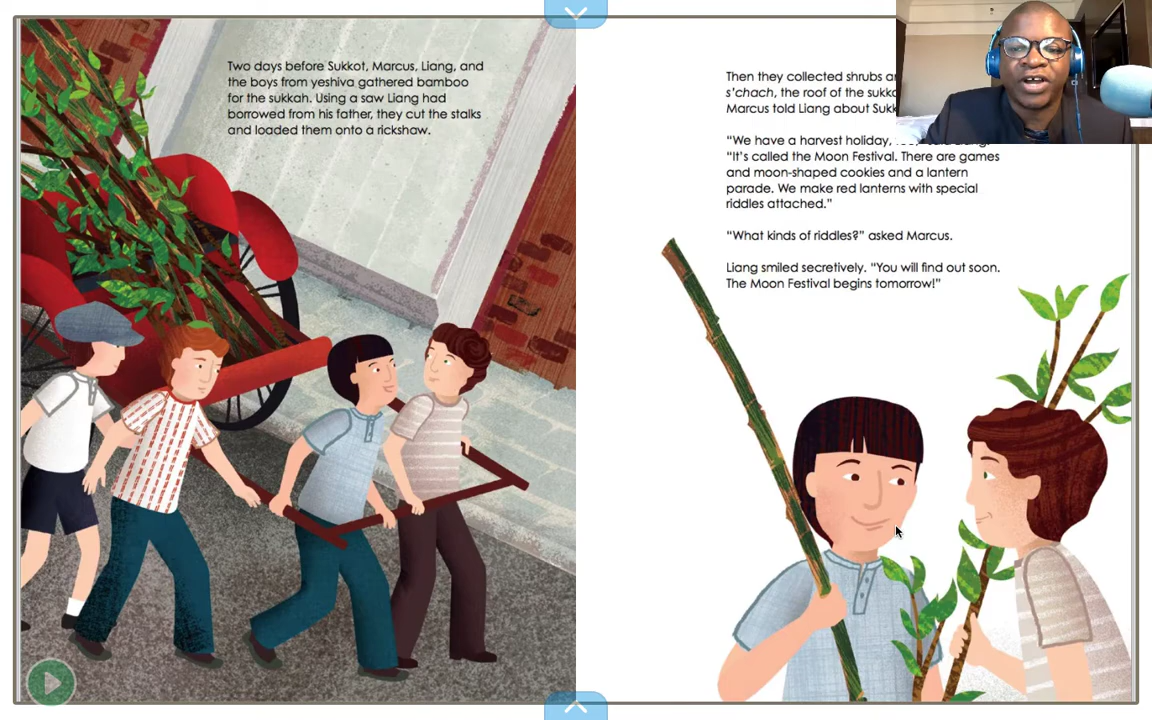 Two days before Sukkot, Marcus, Liang, and
the boys from yeshiva gathered bamboo
for the sukkah. Using a saw Liang had
borrowed from his father, they cut the stalks
and loaded them onto a rickshaw.
Then they collected shrubs
s’chach, the roof of the
Marcus told Liang about
“We have a harvest holiday,
“It’s called the Moon Festival. There are games
and moon-shaped cookies and a lantern
parade. We make red lanterns with special
riddles attached.”
“What kinds of riddles?” asked Marcus.
Liang smiled secretively. “You will find out soon.
The Moon Festival begins tomorrow!”